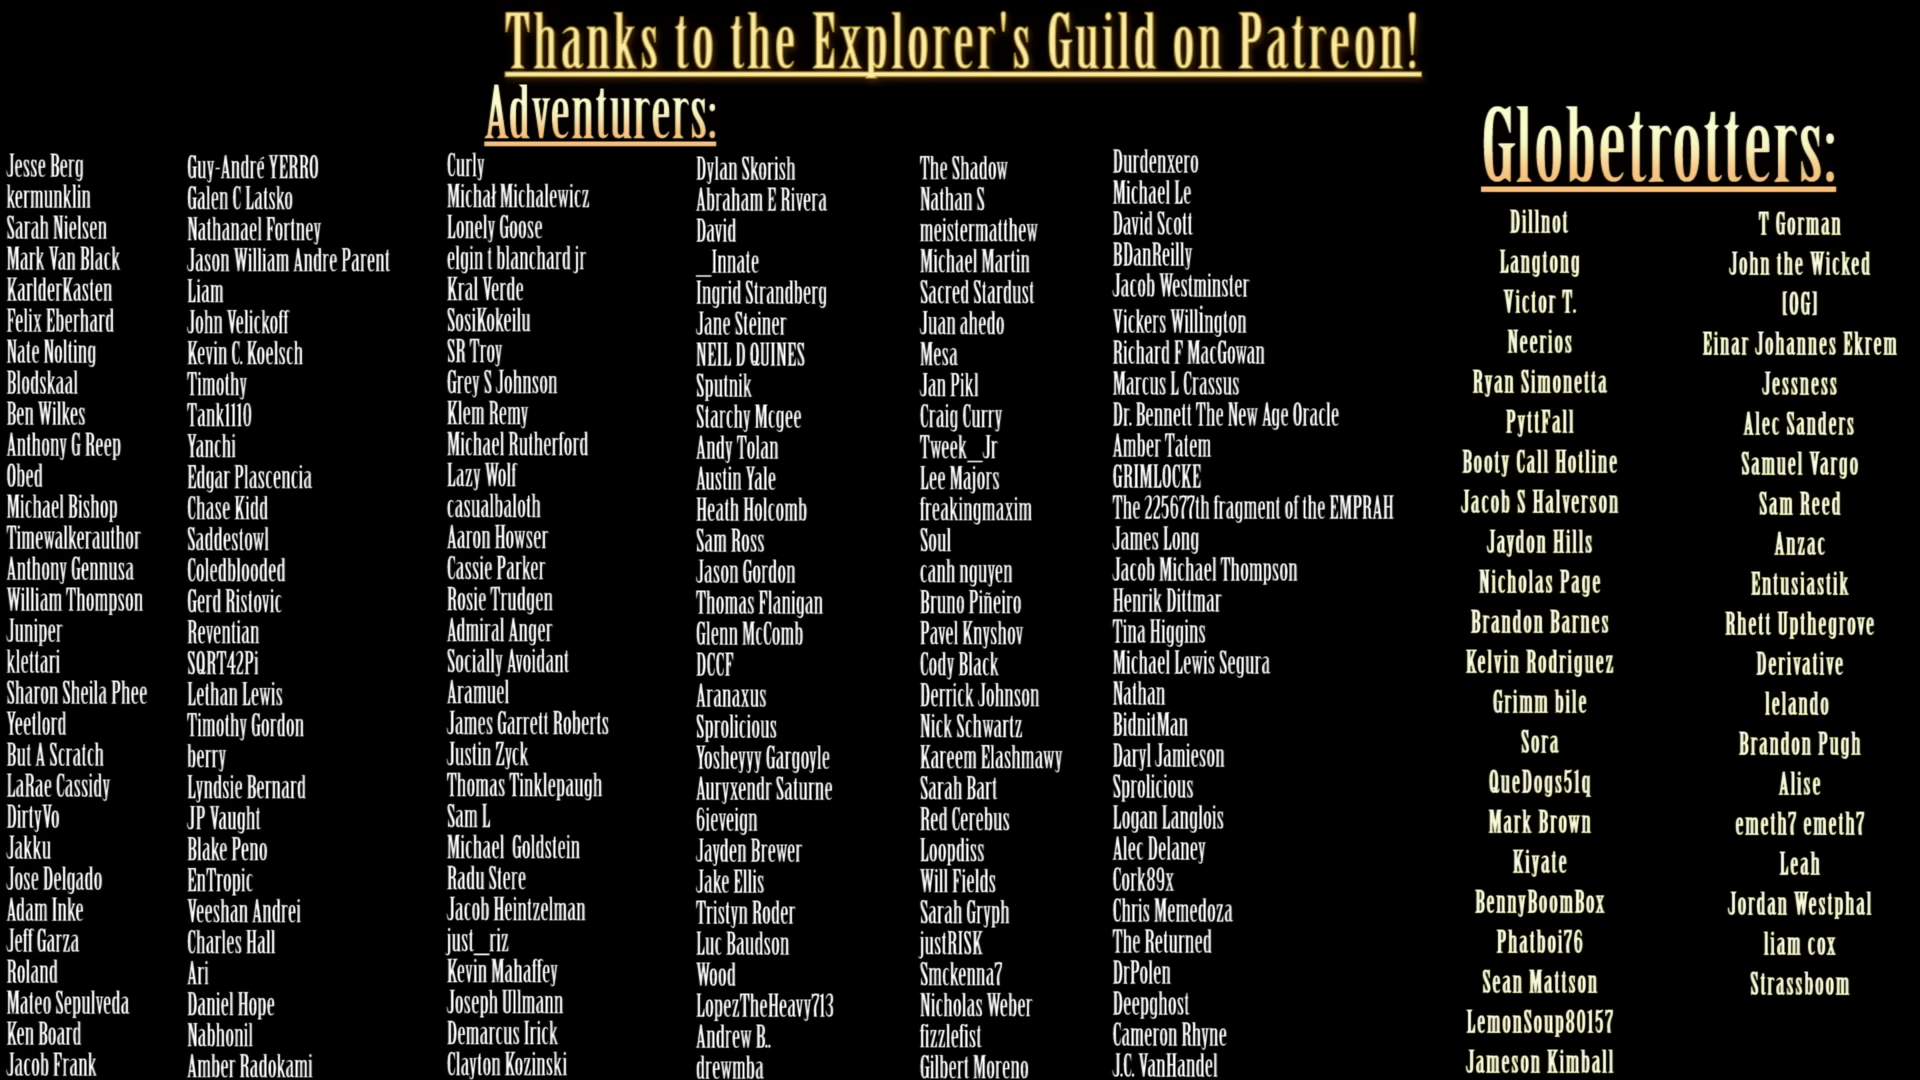 Thanks to the Explorer's Guild on Patreon!
Adventurers:
Jesse Berg
kermunklin
Sarah Nielsen
Mark Van Black
KarlderKasten
Felix Eberhard
Nate Nolting
Blodskaal
Ben Wilkes
Anthony G Reep
Obed
Michael Bishop
Timewalkerauthor
Anthony Gennusa
William Thompson
Juniper
klettari
Sharon Sheila Phee
Yeetlord
But A Scratch
LaRae Cassidy
DirtyVo
Jakku
Jose Delgado
Adam Inke
Jeff Garza
Roland
Mateo Sepulveda
Ken Board
Jacob Frank
Guy-André YERRO
Galen C Latsko
Nathanael Fortney
Jason William Andre Parent
Liam
John Velickoff
Kevin C. Koelsch
Timothy
Tank1110
Yanchi
Edgar Plascencia
Chase Kidd
Saddestowl
Coledblooded
Gerd Ristovic
Reventian
SQRT42Pi
Lethan Lewis
Timothy Gordon
berry
Lyndsie Bernard
JP Vaught
Blake Peno
EnTropic
Veeshan Andrei
Charles Hall
Ari
Daniel Hope
Nabhonil
Amber Radokami
Curly
Michał Michalewicz
Lonely Goose
elgin t blanchard jr
Kral Verde
SosiKokeilu
SR Troy
Grey S Johnson
Klem Remy
Michael Rutherford
Lazy Wolf
casualbaloth
Aaron Howser
Cassie Parker
Rosie Trudgen
Admiral Anger
Socially Avoidant
Aramuel
James Garrett Roberts
Justin Zyck
Thomas Tinklepaugh
Sam L
Michael Goldstein
Radu Stere
Jacob Heintzelman
just_riz
Kevin Mahaffey
Joseph Ullmann
Demarcus Irick
Clayton Kozinski
Dylan Skorish
Abraham E Rivera
David
_Innate
Ingrid Strandberg
Jane Steiner
NEIL D QUINES
Sputnik
Starchy Mcgee
Andy Tolan
Austin Yale
Heath Holcomb
Sam Ross
Jason Gordon
Thomas Flanigan
Glenn McComb
DCCF
Aranaxus
Sprolicious
Yosheyyy Gargoyle
Auryxendr Saturne
6ieveign
Jayden Brewer
Jake Ellis
Tristyn Roder
Luc Baudson
Wood
LopezTheHeavy713
Andrew B..
drewmba
The Shadow
Nathan S
meistermatthew
Michael Martin
Sacred Stardust
Juan ahedo
Mesa
Jan Pikl
Craig Curry
Tweek_Jr
Lee Majors
freakingmaxim
Soul
canh nguyen
Bruno Piñeiro
Pavel Knyshov
Cody Black
Derrick Johnson
Nick Schwartz
Kareem Elashmawy
Sarah Bart
Red Cerebus
Loopdiss
Will Fields
Sarah Gryph
justRISK
Smckenna7
Nicholas Weber
fizzlefist
Gilbert Moreno
Durdenxero
Michael Le
David Scott
BDanReilly
Jacob Westminster
Vickers Willington
Richard F MacGowan
Marcus L Crassus
Dr. Bennett The New Age Oracle
Amber Tatem
GRIMLOCKE
The 225677th fragment of the EMPRAH
James Long
Jacob Michael Thompson
Henrik Dittmar
Tina Higgins
Michael Lewis Segura
Nathan
BidnitMan
Daryl Jamieson
Sprolicious
Logan Langlois
Alec Delaney
Cork89x
Chris Memedoza
The Returned
DrPolen
Deepghost
Cameron Rhyne
J.C. VanHandel
Globetrotters:
Dillnot
Langtong
Victor T.
Neerios
Ryan Simonetta
PyttFall
Booty Call Hotline
Jacob S Halverson
Jaydon Hills
Nicholas Page
Brandon Barnes
Kelvin Rodriguez
Grimm bile
Sora
QueDogs51q
Mark Brown
Kiyate
BennyBoomBox
Phatboi76
Sean Mattson
LemonSoup80157
Jameson Kimball
T Gorman
John the Wicked
[OG]
Einar Johannes Ekrem
Jessness
Alec Sanders
Samuel Vargo
Sam Reed
Anzac
Entusiastik
Rhett Upthegrove
Derivative
lelando
Brandon Pugh
Alise
emeth7 emeth7
Leah
Jordan Westphal
liam cox
Strassboom